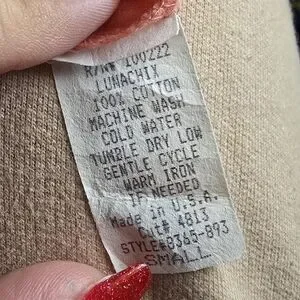 R/N# 100222
LUNACHIX
100% COTTON
MACHINE WASH
COLD WATER
TUMBLE DRY LOW
GENTLE CYCLE
WARM IRON
IF NEEDED
Made in U.S.A.
Cut# 4813
STYLE#8365-893
SMALL